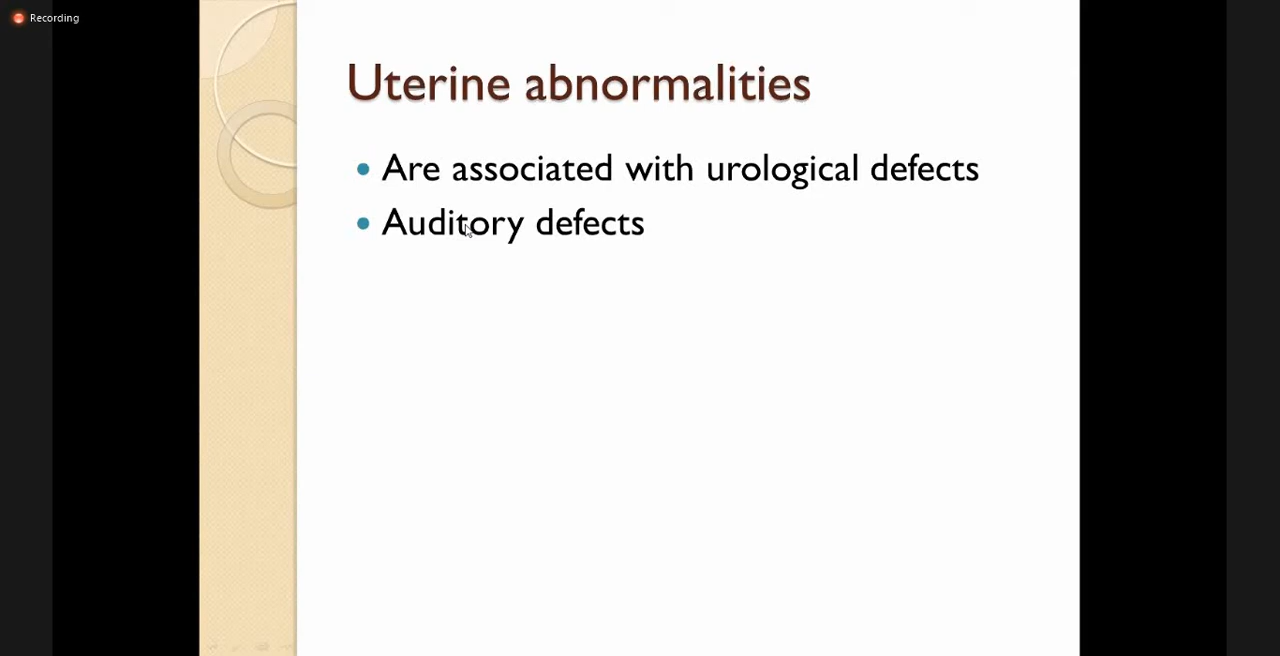 Recording
Uterine abnormalities
Are associated with urological defects
Auditory defects